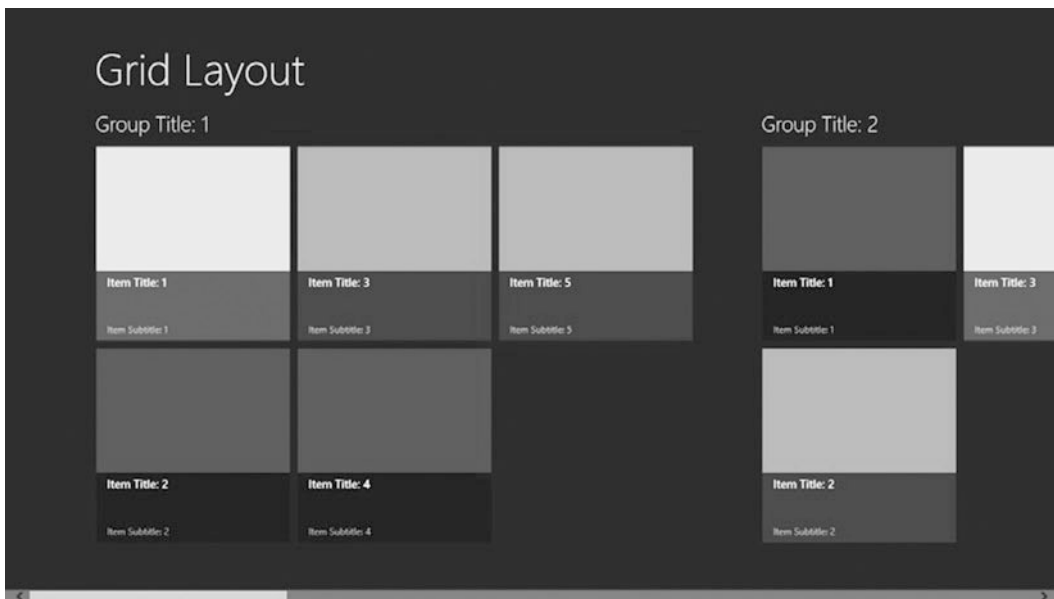 Grid Layout
Group Title: 1
Item Title: 1
Item Subtitle: 1
Item Title: 3
Item Subtitle: 3
Item Title: 5
Item Subtitle: 5
Item Title: 2
Item Subtitle: 2
Item Title: 4
Item Subtitle: 4
Group Title: 2
Item Title: 1
Item Subtitle: 1
Item Title: 3
Item Subtitle: 3
Item Title: 2
Item Subtitle: 2